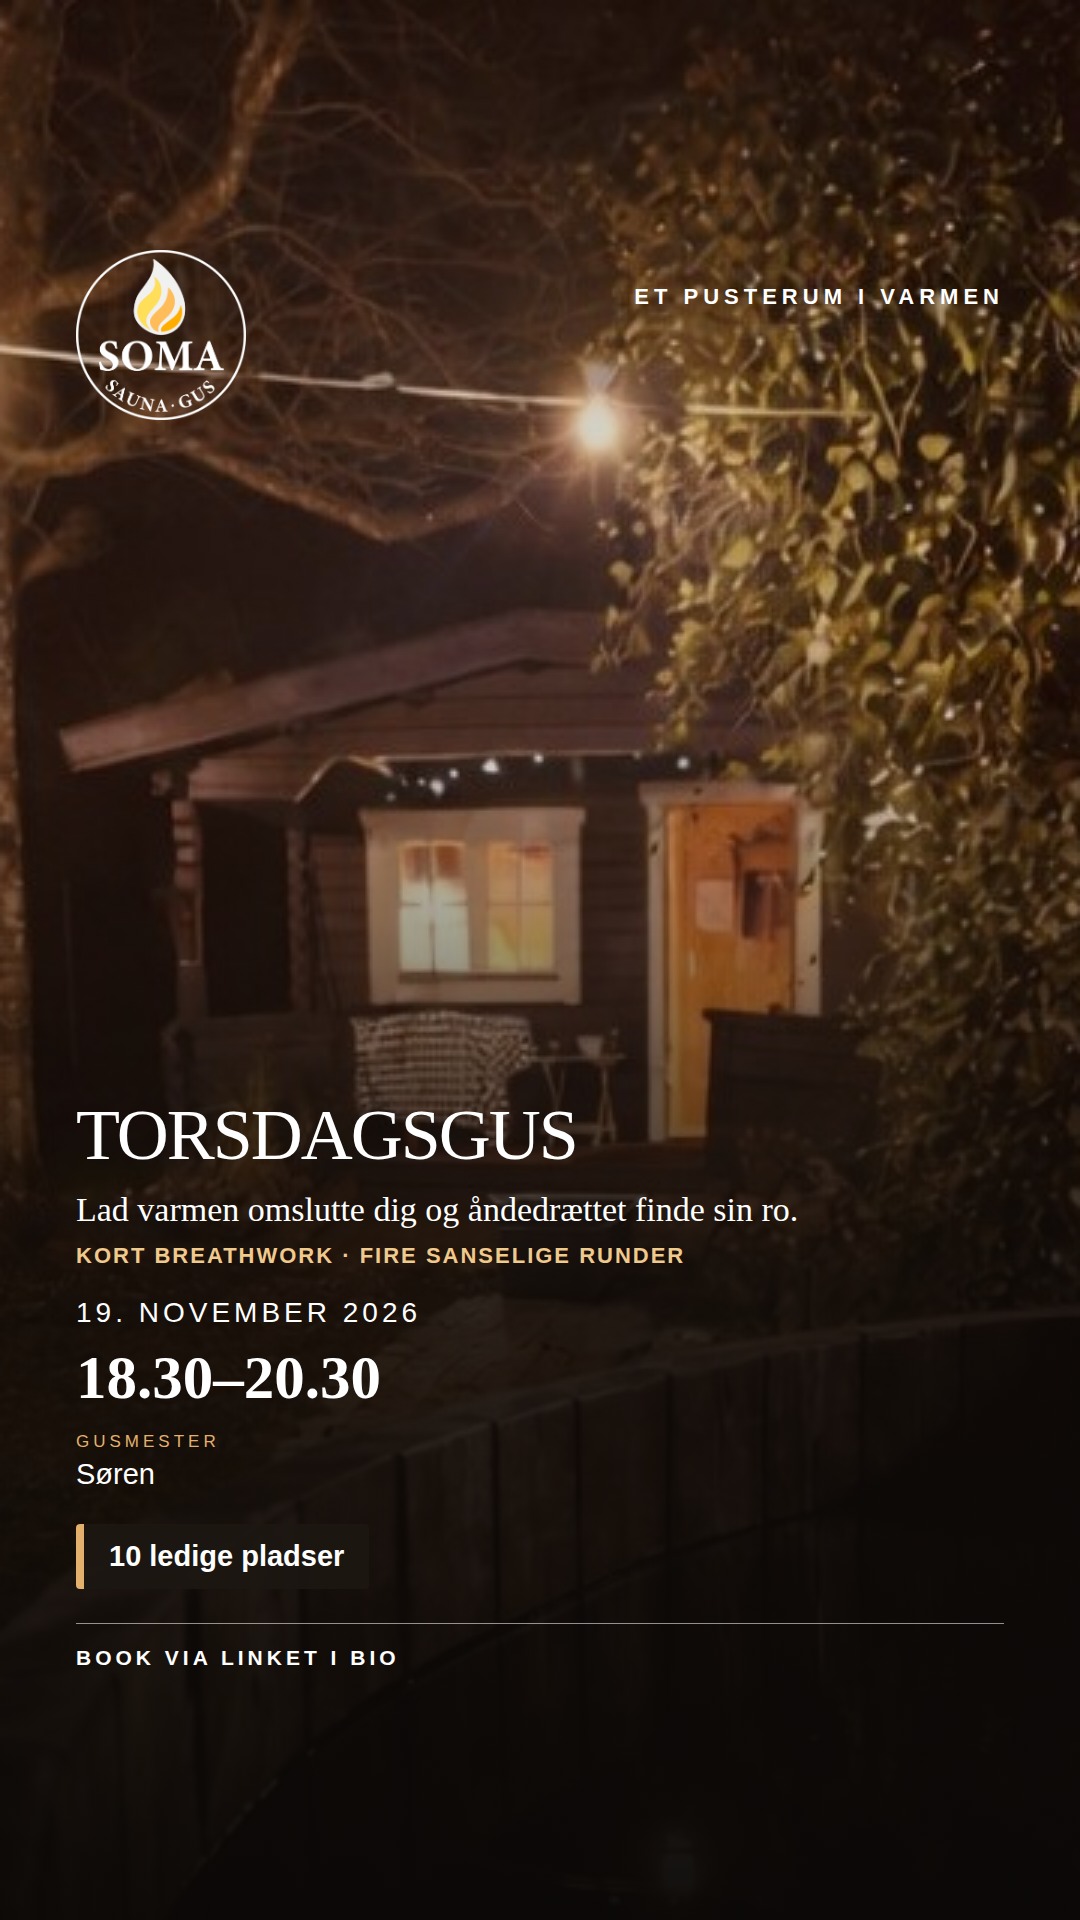 SOMA
SAUNA·GUS
ET PUSTERUM I VARMEN
TORSDAGSGUS
Lad varmen omslutte dig og åndedrættet finde sin ro.
KORT BREATHWORK · FIRE SANSELIGE RUNDER
19. NOVEMBER 2026
18.30–20.30
GUSMESTER
Søren
10 ledige pladser
BOOK VIA LINKET I BIO